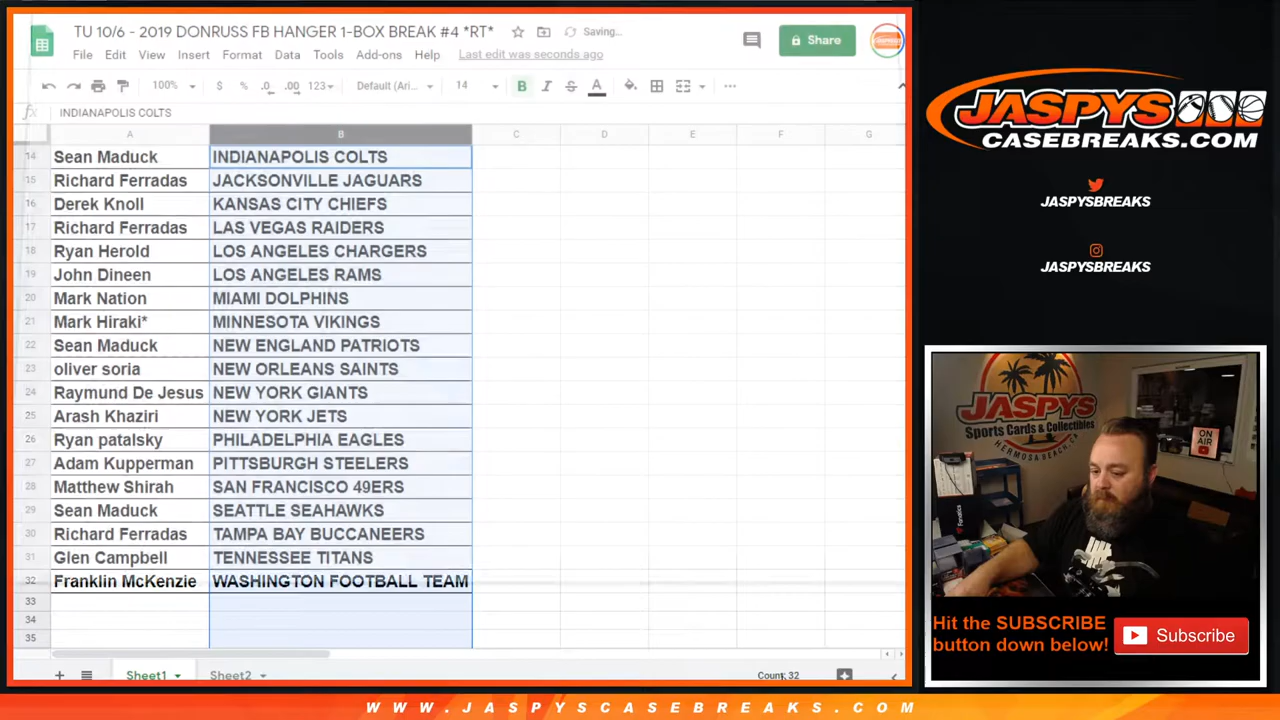 TU 10/6 - 2019 DONRUSS FB HANGER 1-BOX BREAK #4 *RT*
Saving...
File Edit View Insert Format Data Tools Add-ons Help Last edit was seconds ago
Share
100% $ % .0 .00 123 Default (Ari... 14 B I S A
fx INDIANAPOLIS COLTS
A B C D E F G
14 Sean Maduck INDIANAPOLIS COLTS
15 Richard Ferradas JACKSONVILLE JAGUARS
16 Derek Knoll KANSAS CITY CHIEFS
17 Richard Ferradas LAS VEGAS RAIDERS
18 Ryan Herold LOS ANGELES CHARGERS
19 John Dineen LOS ANGELES RAMS
20 Mark Nation MIAMI DOLPHINS
21 Mark Hiraki* MINNESOTA VIKINGS
22 Sean Maduck NEW ENGLAND PATRIOTS
23 oliver soria NEW ORLEANS SAINTS
24 Raymund De Jesus NEW YORK GIANTS
25 Arash Khaziri NEW YORK JETS
26 Ryan patalsky PHILADELPHIA EAGLES
27 Adam Kupperman PITTSBURGH STEELERS
28 Matthew Shirah SAN FRANCISCO 49ERS
29 Sean Maduck SEATTLE SEAHAWKS
30 Richard Ferradas TAMPA BAY BUCCANEERS
31 Glen Campbell TENNESSEE TITANS
32 Franklin McKenzie WASHINGTON FOOTBALL TEAM
33
34
35
Sheet1 Sheet2 Count: 32
JASPYS
CASEBREAKS.COM
JASPYSBREAKS
JASPYSBREAKS
JASPYS
Sports Cards & Collectibles
HERMOSA BEACH, CA
ON
AIR
Fanatics
Hit the SUBSCRIBE
button down below!
Subscribe
WWW.JASPYSCASEBREAKS.COM